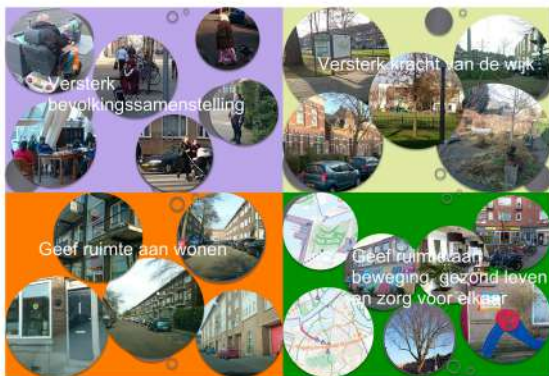 Versterk
bevolkingssamenstelling
Versterk kracht van de wijk
Geef ruimte aan wonen
Geef ruimte aan
beweging, gezond leven
en zorg voor elkaar